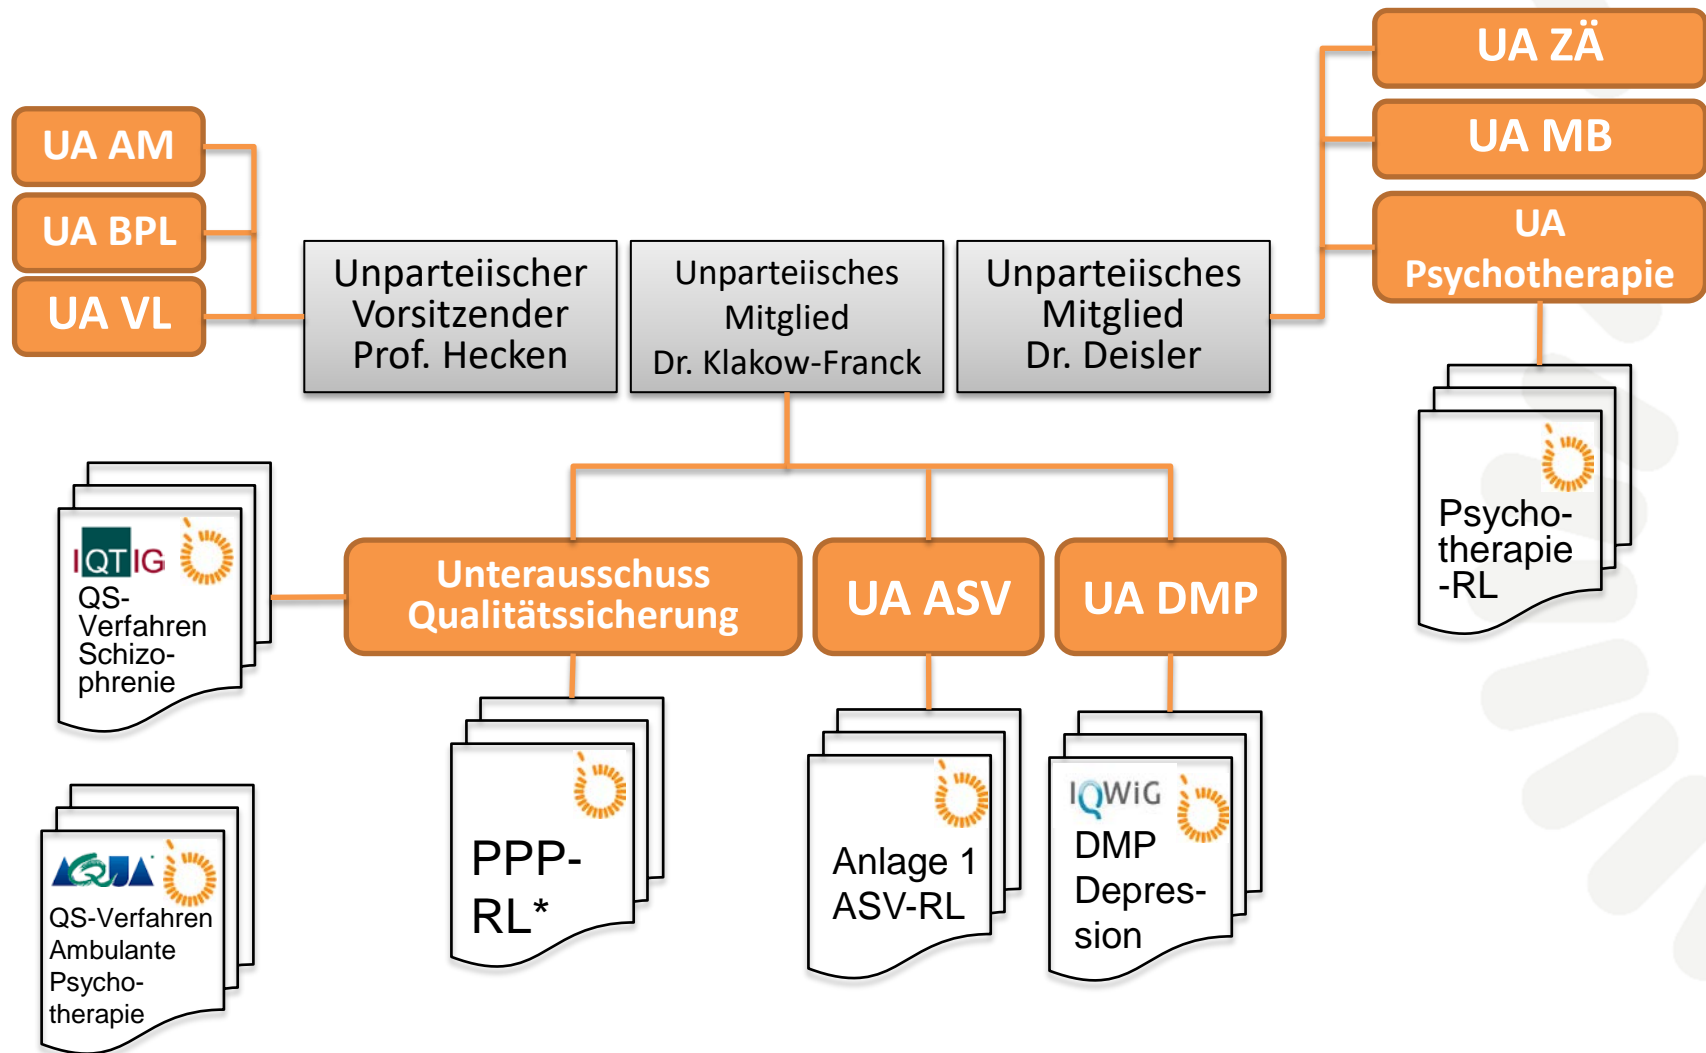 UA ZÄ
UA MB
UA
Psychotherapie
UA AM
UA BPL
UA VL
Unparteiischer
Vorsitzender
Prof. Hecken
Unparteiisches
Mitglied
Dr. Klakow-Franck
Unparteiisches
Mitglied
Dr. Deisler
Psycho-
therapie
-RL
IQTIG
QS-
Verfahren
Schizo-
phrenie
Unterausschuss
Qualitätssicherung
UA ASV
UA DMP
PPP-
RL*
Anlage 1
ASV-RL
IQWiG
DMP
Depres-
sion
AQUA
QS-Verfahren
Ambulante
Psycho-
therapie